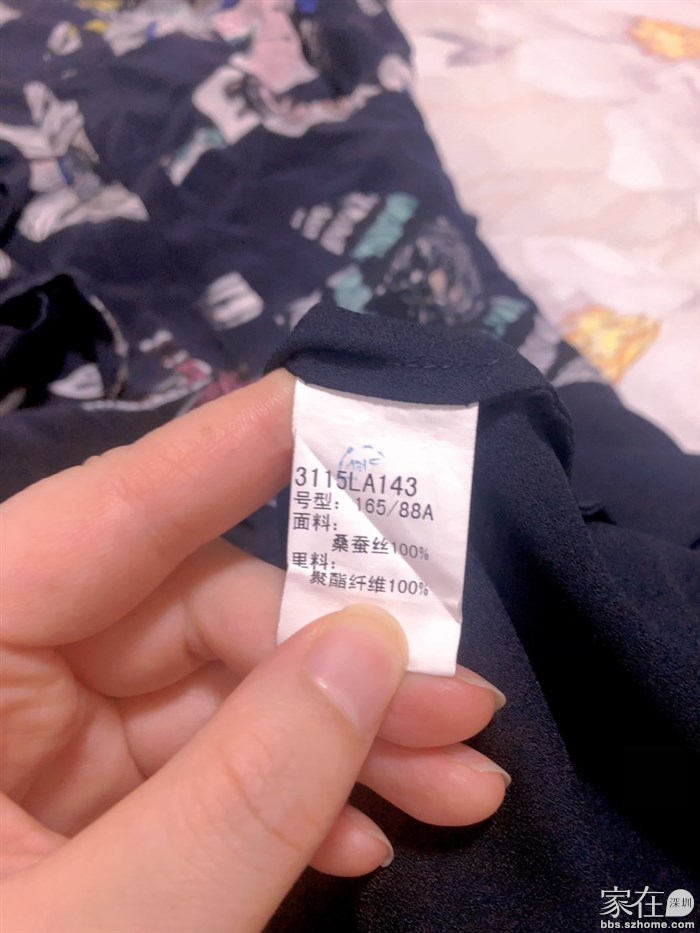 3115LA143
号型： 165/88A
面料：
桑蚕丝100%
里料：
聚酯纤维100%
家在深圳
bbs.szhome.com